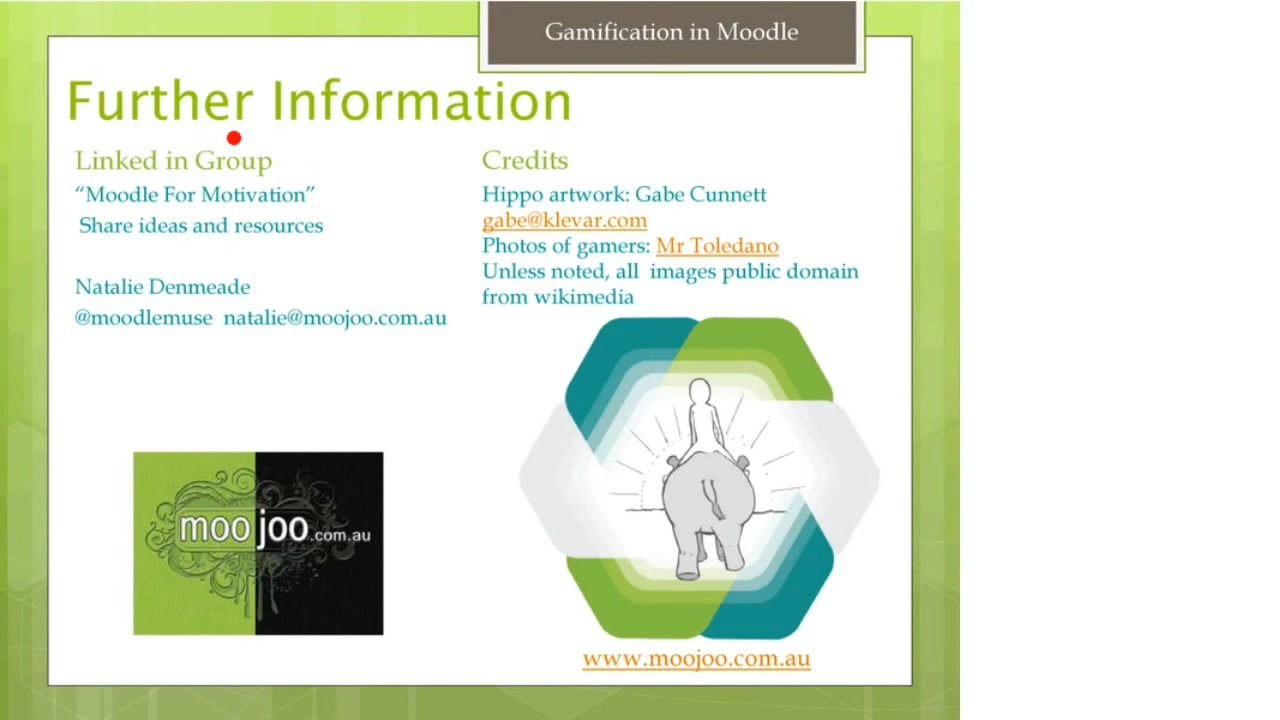 Gamification in Moodle
Further Information
Linked in Group
“Moodle For Motivation”
Share ideas and resources
Natalie Denmeade
@moodlemuse natalie@moojoo.com.au
moojoo.com.au
Credits
Hippo artwork: Gabe Cunnett
gabe@klevar.com
Photos of gamers: Mr Toledano
Unless noted, all images public domain
from wikimedia
www.moojoo.com.au